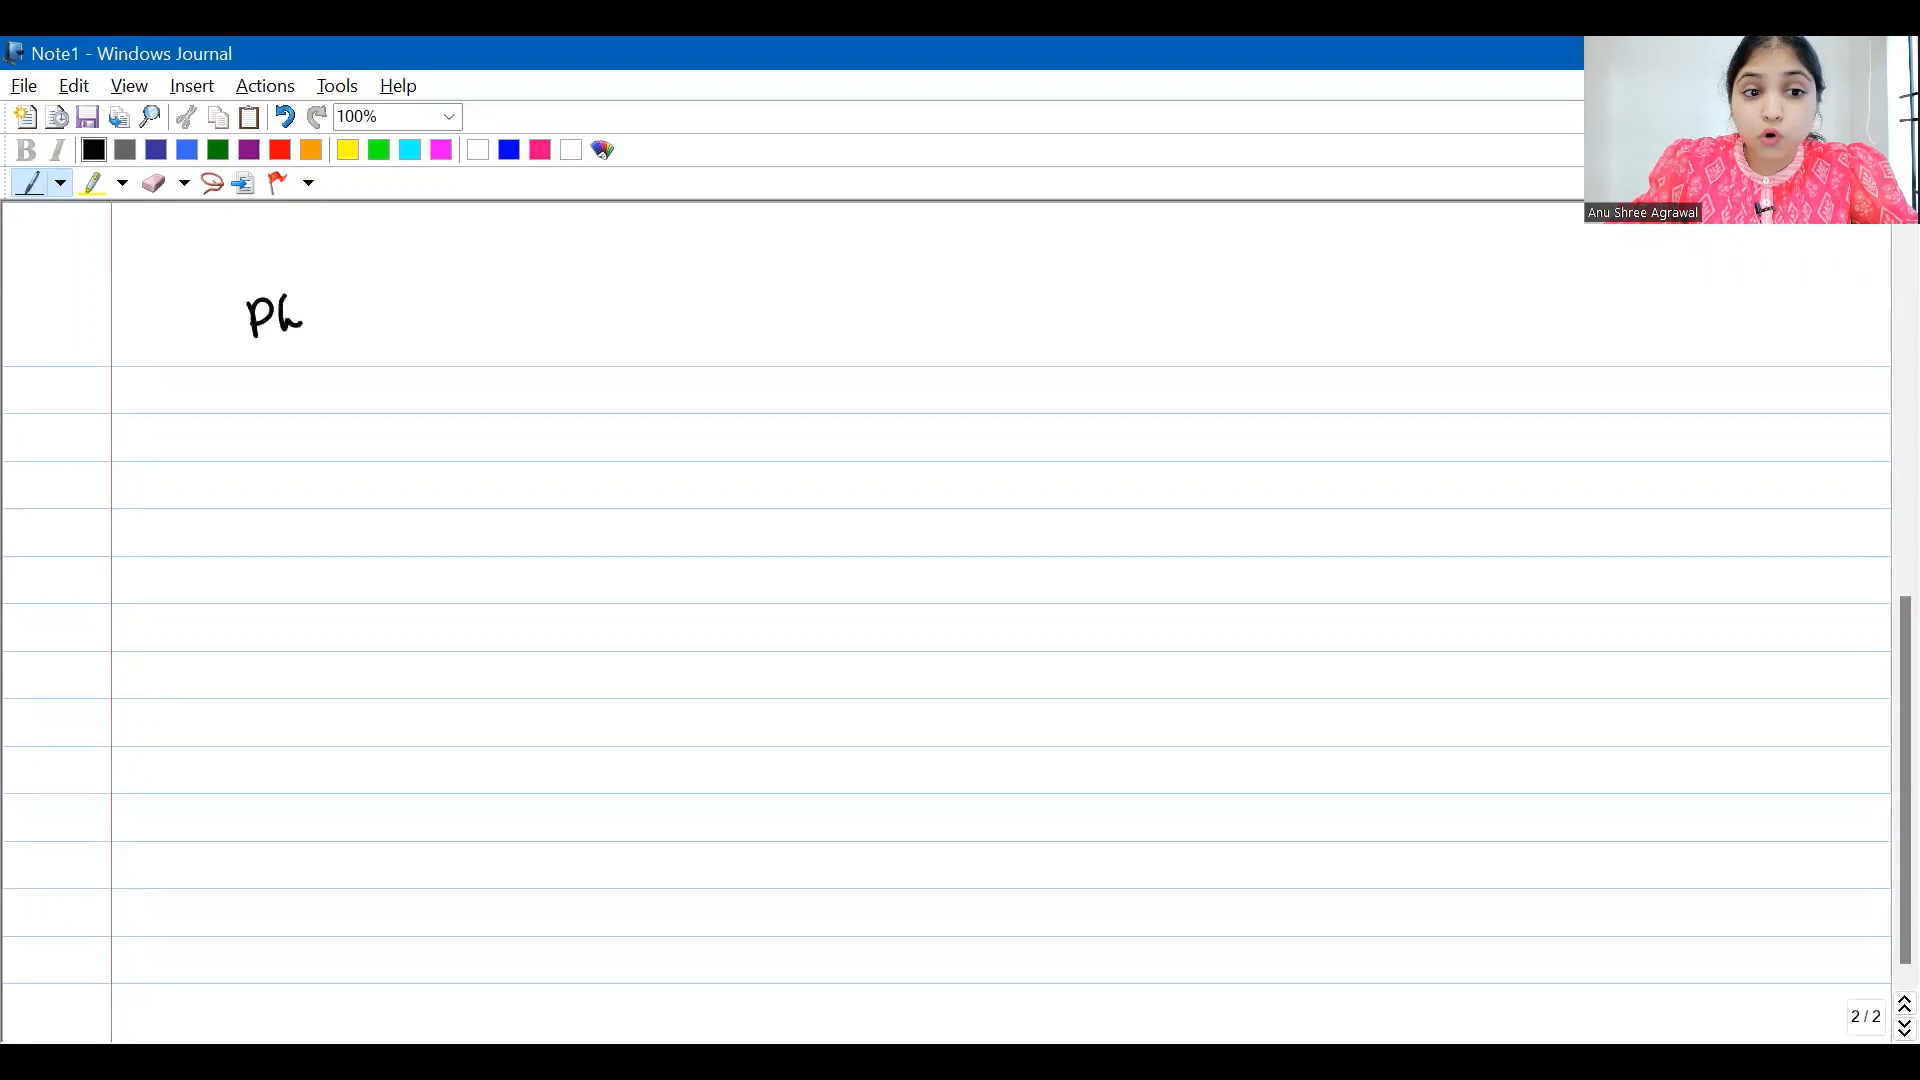 Note1 - Windows Journal
File Edit View Insert Actions Tools Help
100%
B I
Anu Shree Agrawal
Ph
2 / 2